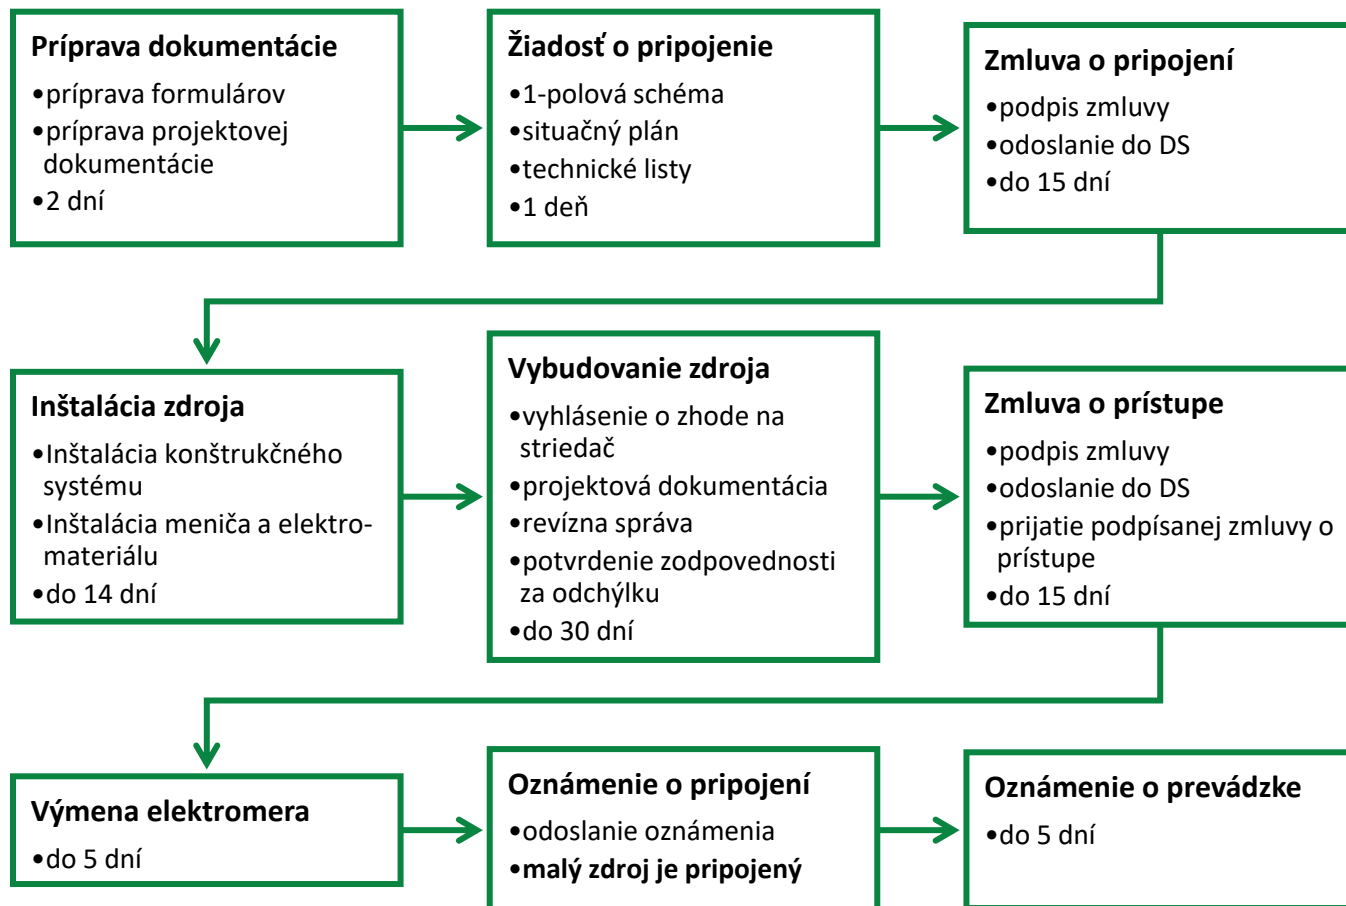 Príprava dokumentácie
•príprava formulárov
•príprava projektovej
dokumentácie
•2 dní
Žiadosť o pripojenie
•1-polová schéma
•situačný plán
•technické listy
•1 deň
Zmluva o pripojení
•podpis zmluvy
•odoslanie do DS
•do 15 dní
Inštalácia zdroja
•Inštalácia konštrukčného
systému
•Inštalácia meniča a elektro-
materiálu
•do 14 dní
Vybudovanie zdroja
•vyhlásenie o zhode na
striedač
•projektová dokumentácia
•revízna správa
•potvrdenie zodpovednosti
za odchýlku
•do 30 dní
Zmluva o prístupe
•podpis zmluvy
•odoslanie do DS
•prijatie podpísanej zmluvy o
prístupe
•do 15 dní
Výmena elektromera
•do 5 dní
Oznámenie o pripojení
•odoslanie oznámenia
•malý zdroj je pripojený
Oznámenie o prevádzke
•do 5 dní